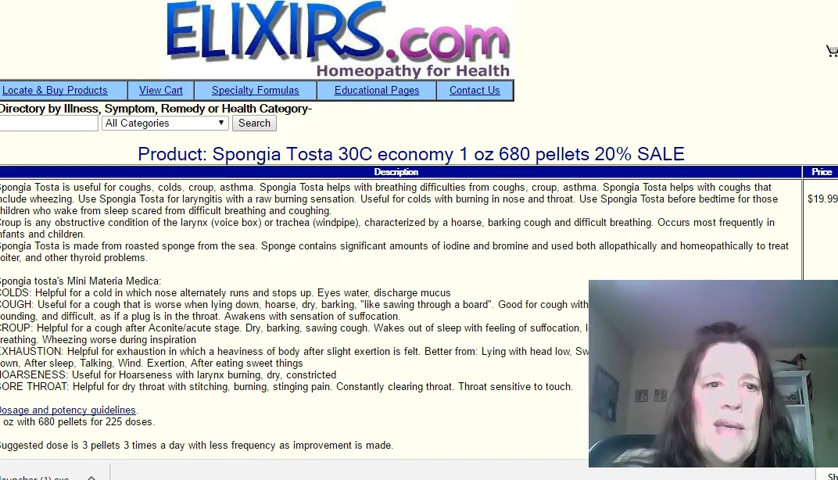 ELIXIRS.com
Homeopathy for Health
Locate & Buy Products View Cart Specialty Formulas Educational Pages Contact Us
Directory by Illness, Symptom, Remedy or Health Category-
All Categories Search
Product: Spongia Tosta 30C economy 1 oz 680 pellets 20% SALE
Description Price
Spongia Tosta is useful for coughs, colds, croup, asthma. Spongia Tosta helps with breathing difficulties from coughs, croup, asthma. Spongia Tosta helps with coughs that
include wheezing. Use Spongia Tosta for laryngitis with a raw burning sensation. Useful for colds with burning in nose and throat. Use Spongia Tosta before bedtime for those $19.99
children who wake from sleep scared from difficult breathing and coughing.
Croup is any obstructive condition of the larynx (voice box) or trachea (windpipe), characterized by a hoarse, barking cough and difficult breathing. Occurs most frequently in
infants and children.
Spongia Tosta is made from roasted sponge from the sea. Sponge contains significant amounts of iodine and bromine and used both allopathically and homeopathically to treat
goiter, and other thyroid problems.
Spongia tosta's Mini Materia Medica:
COLDS: Helpful for a cold in which nose alternately runs and stops up. Eyes water, discharge mucus
COUGH: Useful for a cough that is worse when lying down, hoarse, dry, barking, "like sawing through a board". Good for cough with
sounding, and difficult, as if a plug is in the throat. Awakens with sensation of suffocation.
CROUP: Helpful for a cough after Aconite/acute stage. Dry, barking, sawing cough. Wakes out of sleep with feeling of suffocation,
breathing. Wheezing worse during inspiration
EXHAUSTION: Helpful for exhaustion in which a heaviness of body after slight exertion is felt. Better from: Lying with head low,
down, After sleep, Talking, Wind. Exertion, After eating sweet things
HOARSENESS: Useful for Hoarseness with larynx burning, dry, constricted
SORE THROAT: Helpful for dry throat with stitching, burning, stinging pain. Constantly clearing throat. Throat sensitive to touch.
Dosage and potency guidelines.
oz with 680 pellets for 225 doses.
Suggested dose is 3 pellets 3 times a day with less frequency as improvement is made.
launcher (1).exe